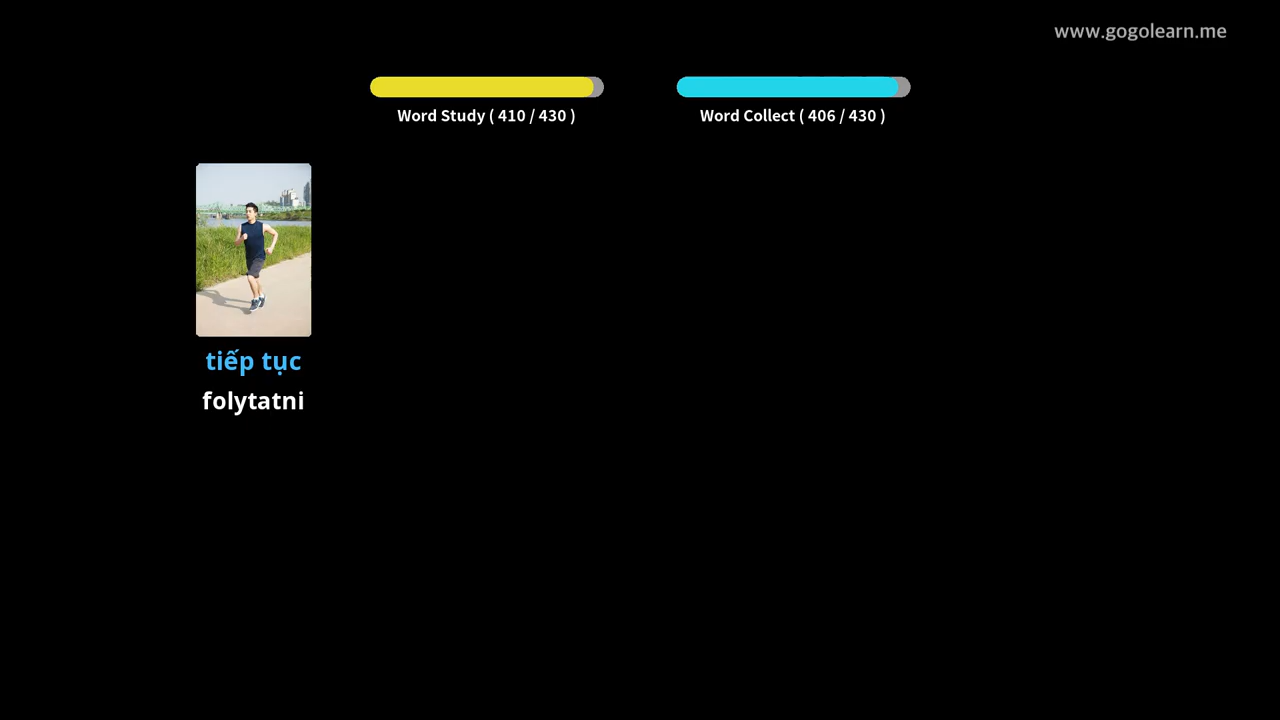 www.gogolearn.me
Word Study ( 410 / 430 )
Word Collect ( 406 / 430 )
tiếp tục
folytatni